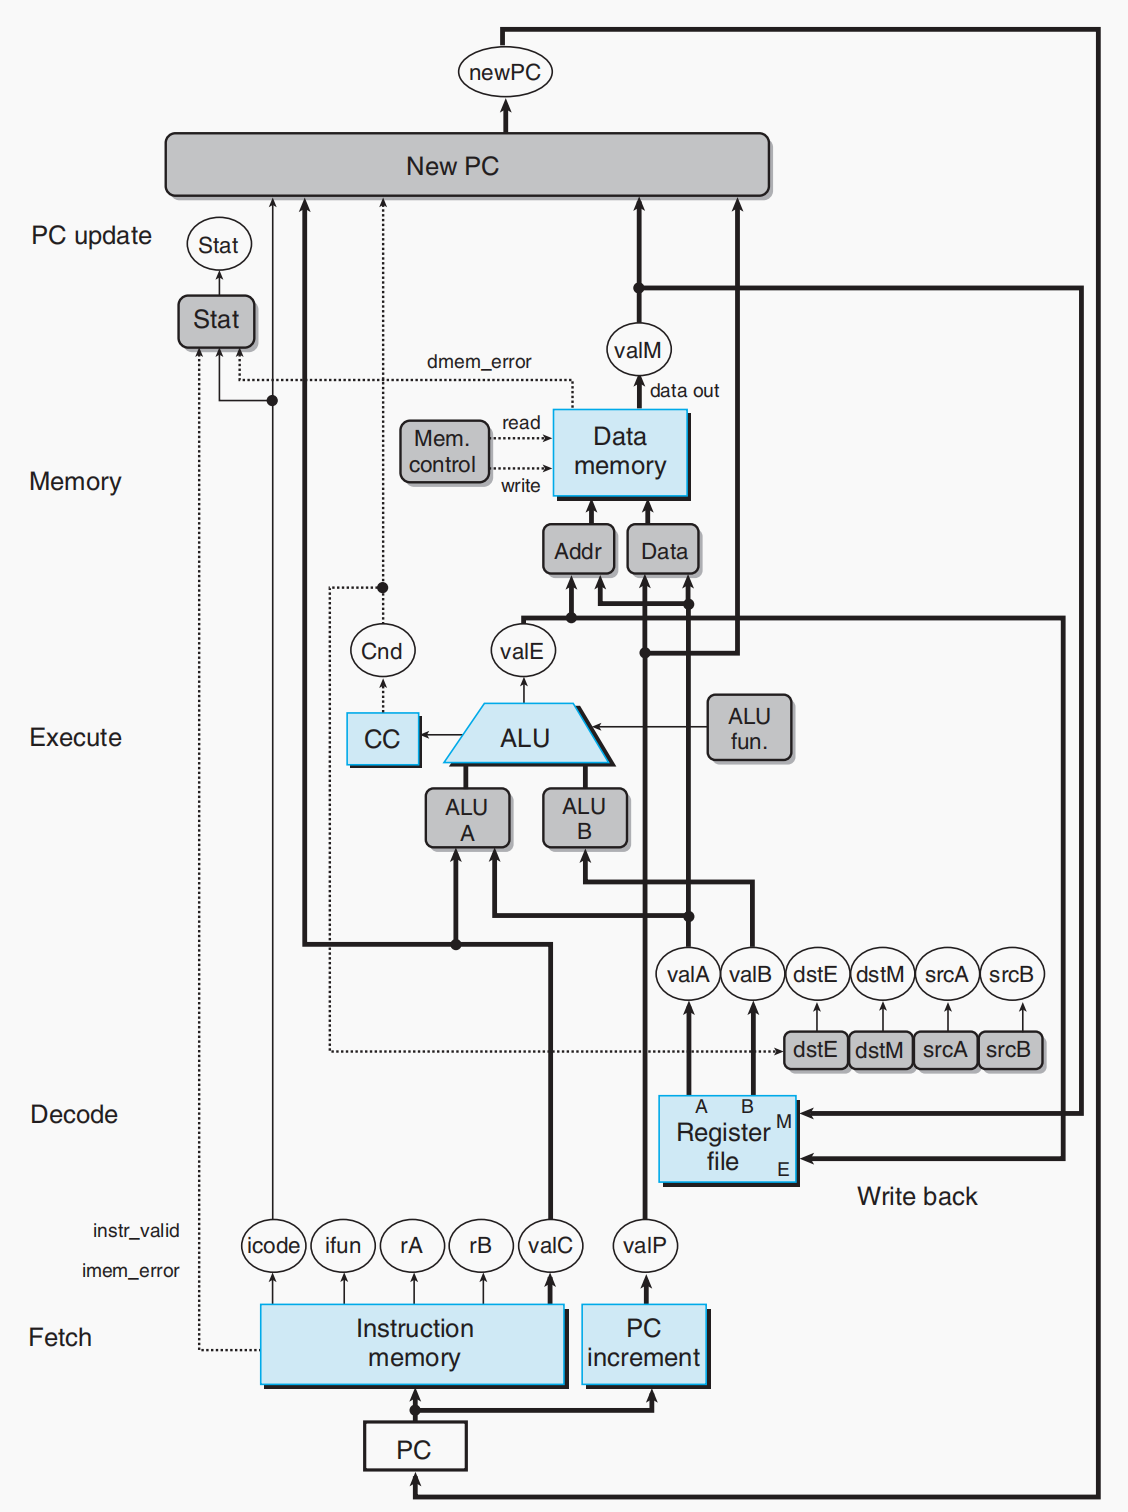 newPC
New PC
PC update
Stat
Stat
valM
dmem_error
data out
read
Mem.
control
write
Data
memory
Memory
Addr
Data
Cnd
valE
CC
ALU
ALU
fun.
Execute
ALU
A
ALU
B
valA
valB
dstE
dstM
srcA
srcB
dstE
dstM
srcA
srcB
A
B
M
Register
file
E
Decode
Write back
instr_valid
imem_error
icode
ifun
rA
rB
valC
valP
Fetch
Instruction
memory
PC
increment
PC